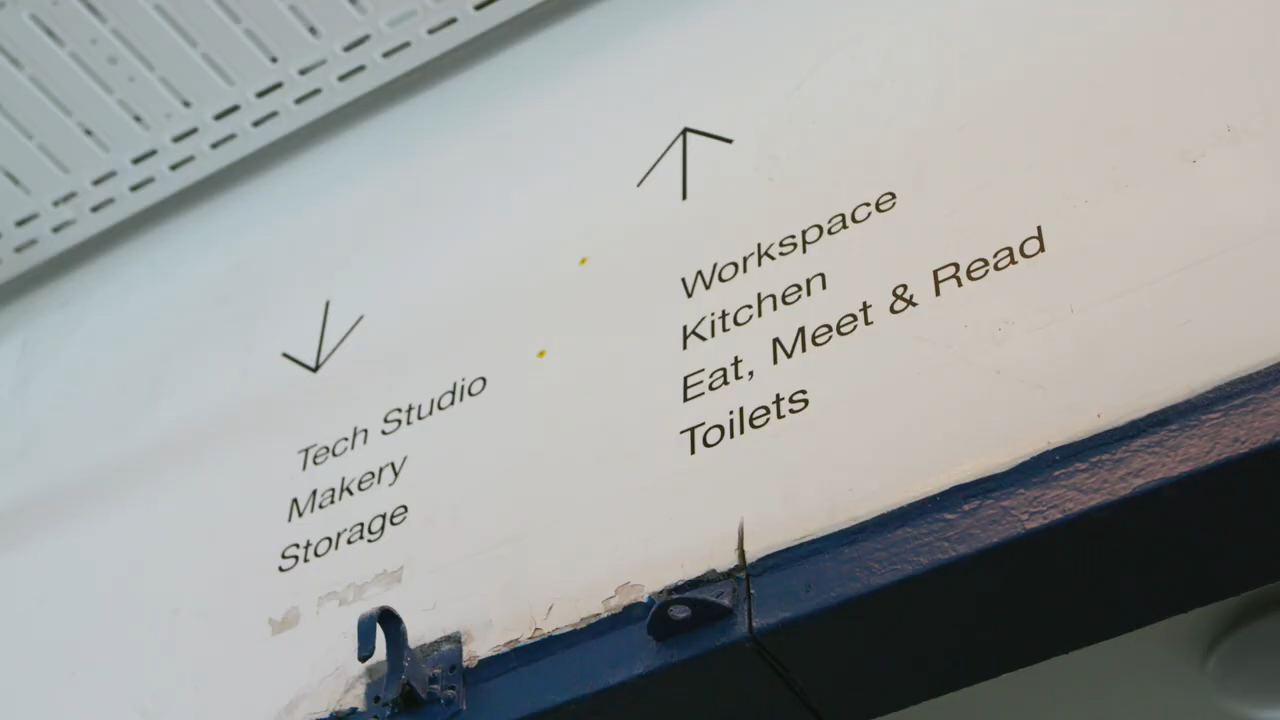 Tech Studio
Makery
Storage
Workspace
Kitchen
Eat, Meet & Read
Toilets